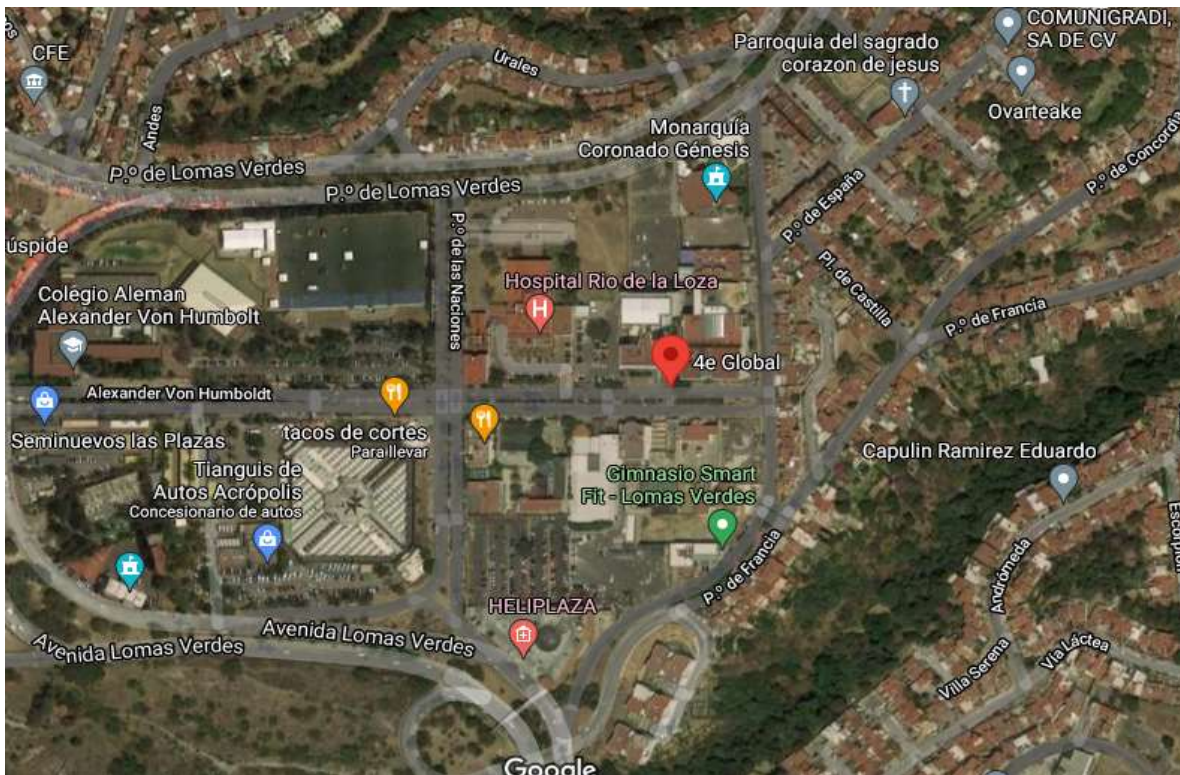 COMUNIGRADI,
SA DE CV
CFE
Urales
Parroquia del sagrado
corazon de jesus
Ovarteake
Andes
Monarquía
Coronado Génesis
P.º de Concordia
P.º de Lomas Verdes
P.º de Lomas Verdes
P.º de España
P.º de las Naciones
Pl. de Castilla
úspide
Hospital Rio de la Loza
Colegio Aleman
Alexander Von Humbolt
P.º de Francia
4e Global
Alexander Von Humboldt
Seminuevos las Plazas
tacos de cortes
Para llevar
Capulin Ramirez Eduardo
Tianguis de
Autos Acrópolis
Concesionario de autos
Gimnasio Smart
Fit - Lomas Verdes
H
P.º de Francia
Andrómeda
HELIPLAZA
Avenida Lomas Verdes
Avenida Lomas Verdes
Villa Serena
Vía Láctea
Google